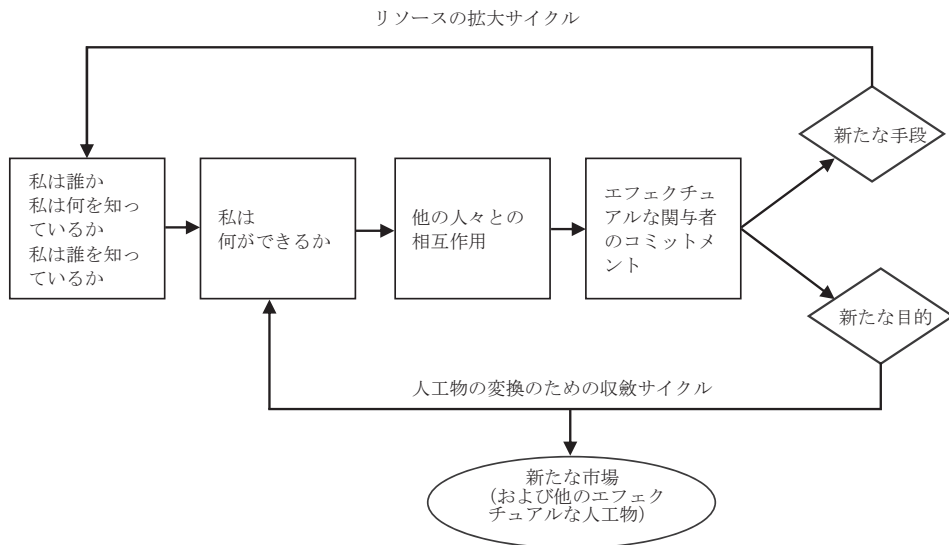 リソースの拡大サイクル
私は誰か
私は何を知っ
ているか
私は誰を知っ
ているか
私は
何ができるか
他の人々との
相互作用
エフェクチュ
アルな関与者
のコミットメ
ント
新たな手段
新たな目的
人工物の変換のための収斂サイクル
新たな市場
(および他のエフェク
チュアルな人工物)